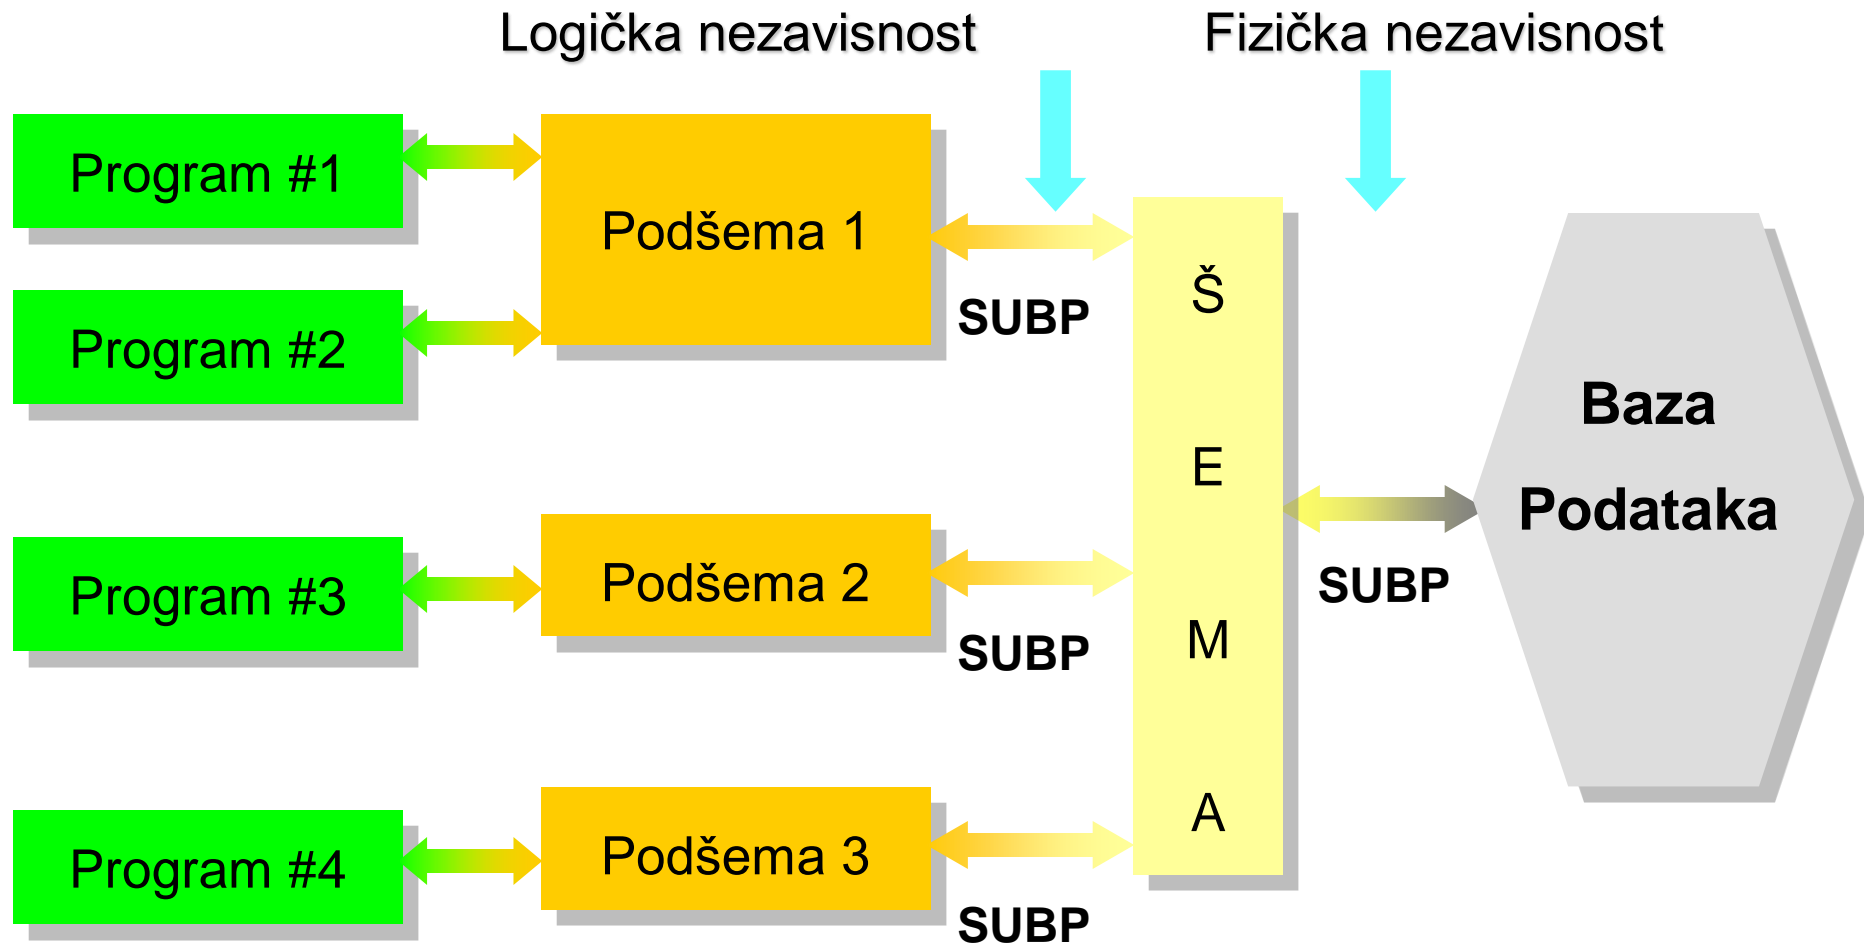 Logička nezavisnost
Fizička nezavisnost
Program #1
Podšema 1
Program #2
SUBP
Š
E
M
A
Baza
Podataka
Program #3
Podšema 2
SUBP
SUBP
Program #4
Podšema 3
SUBP